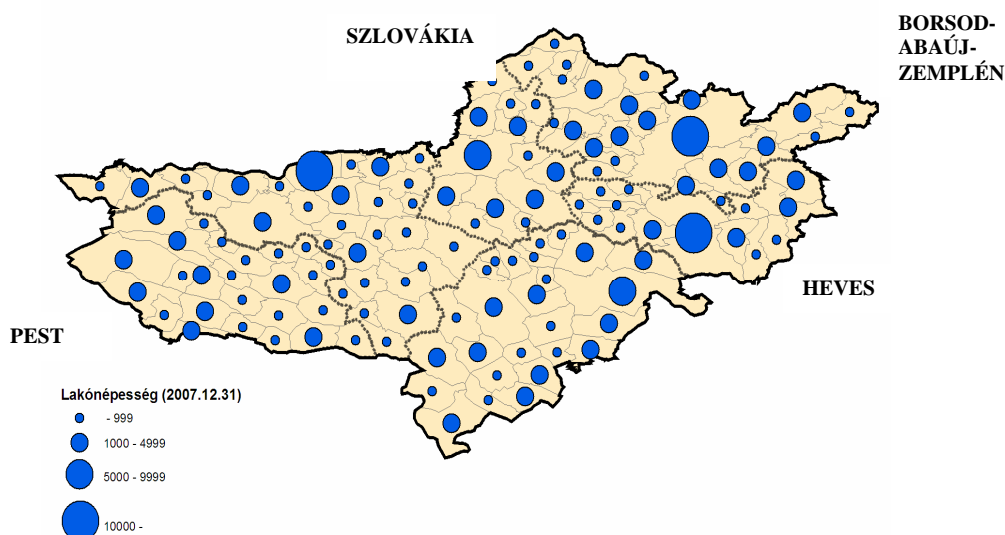 SZLOVÁKIA
BORSOD-
ABAÚJ-
ZEMPLÉN
HEVES
PEST
Lakónépesség (2007.12.31)
- 999
1000 - 4999
5000 - 9999
10000 -